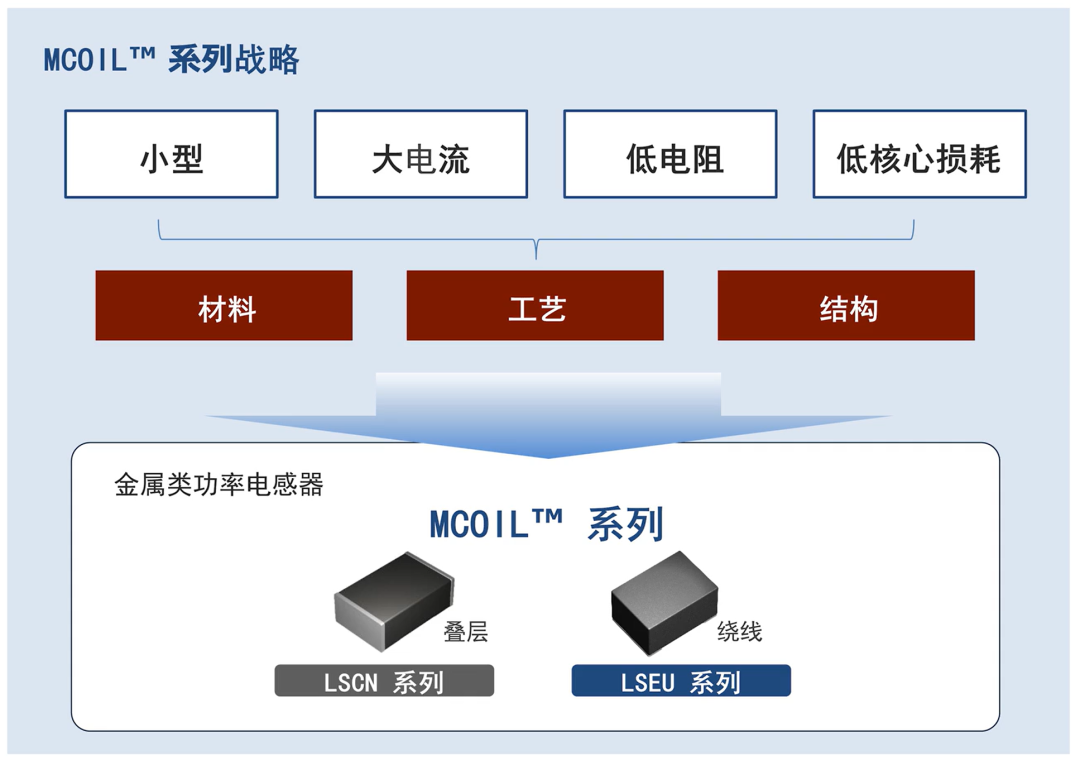 MCOIL™ 系列战略
小型
大电流
低电阻
低核心损耗
材料
工艺
结构
金属类功率电感器
MCOIL™ 系列
叠层
绕线
LSCN 系列
LSEU 系列